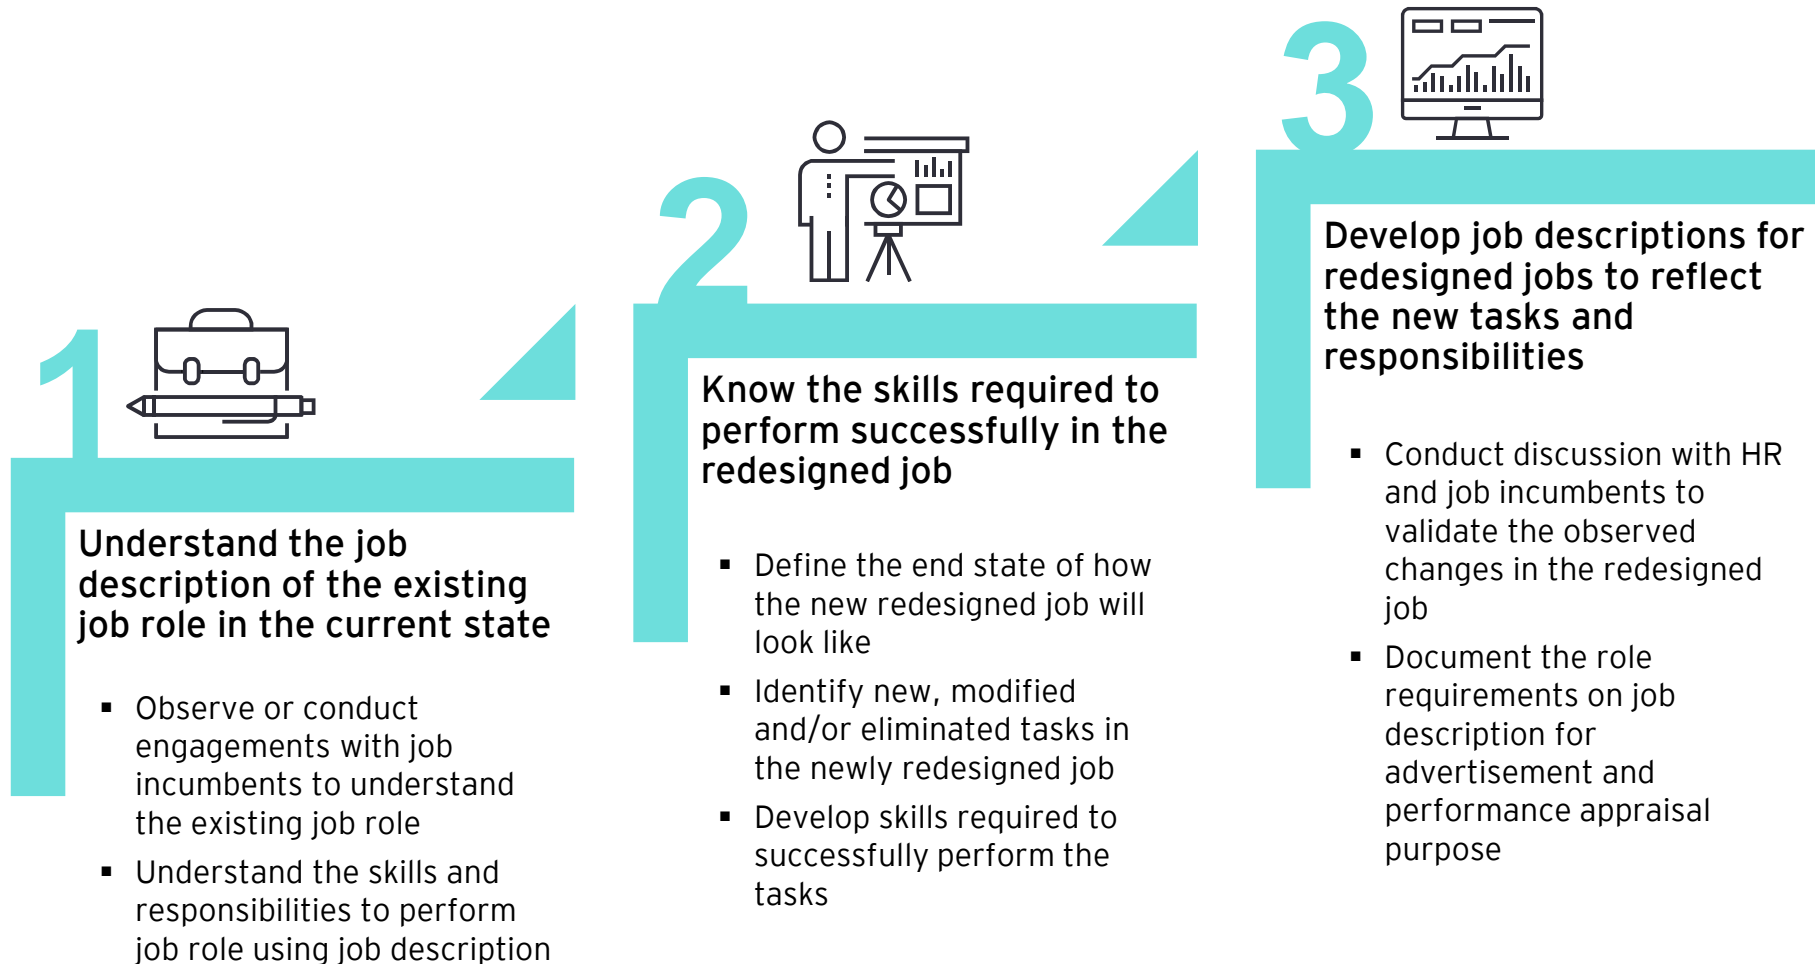 1
Understand the job
description of the existing
job role in the current state
▪ Observe or conduct
engagements with job
incumbents to understand
the existing job role
▪ Understand the skills and
responsibilities to perform
job role using job description
2
Know the skills required to
perform successfully in the
redesigned job
▪ Define the end state of how
the new redesigned job will
look like
▪ Identify new, modified
and/or eliminated tasks in
the newly redesigned job
▪ Develop skills required to
successfully perform the
tasks
3
Develop job descriptions for
redesigned jobs to reflect
the new tasks and
responsibilities
▪ Conduct discussion with HR
and job incumbents to
validate the observed
changes in the redesigned
job
▪ Document the role
requirements on job
description for
advertisement and
performance appraisal
purpose